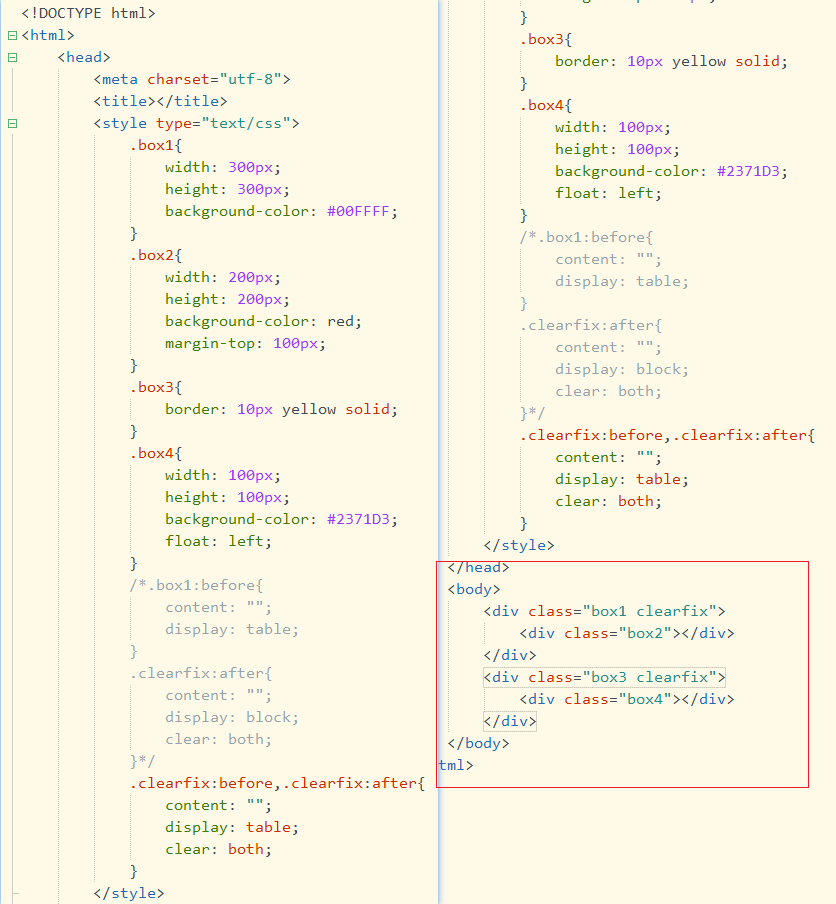 <!DOCTYPE html>
<html>
<head>
<meta charset="utf-8">
<title></title>
<style type="text/css">
.box1{
width: 300px;
height: 300px;
background-color: #00FFFF;
}
.box2{
width: 200px;
height: 200px;
background-color: red;
margin-top: 100px;
}
.box3{
border: 10px yellow solid;
}
.box4{
width: 100px;
height: 100px;
background-color: #2371D3;
float: left;
}
/*.box1:before{
content: "";
display: table;
}
.clearfix:after{
content: "";
display: block;
clear: both;
}*/
.clearfix:before,.clearfix:after{
content: "";
display: table;
clear: both;
}
</style>
}
.box3{
border: 10px yellow solid;
}
.box4{
width: 100px;
height: 100px;
background-color: #2371D3;
float: left;
}
/*.box1:before{
content: "";
display: table;
}
.clearfix:after{
content: "";
display: block;
clear: both;
}*/
.clearfix:before,.clearfix:after{
content: "";
display: table;
clear: both;
}
</style>
</head>
<body>
<div class="box1 clearfix">
<div class="box2"></div>
</div>
<div class="box3 clearfix">
<div class="box4"></div>
</div>
</body>
tml>